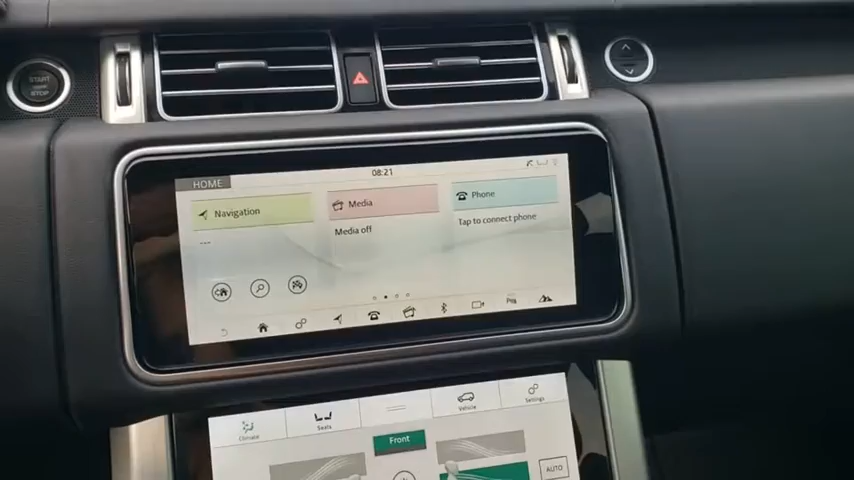 START
STOP
08:21
HOME
Navigation
Media
Phone
Media off
Tap to connect phone
---
Climate
Seats
Vehicle
Settings
Front
AUTO